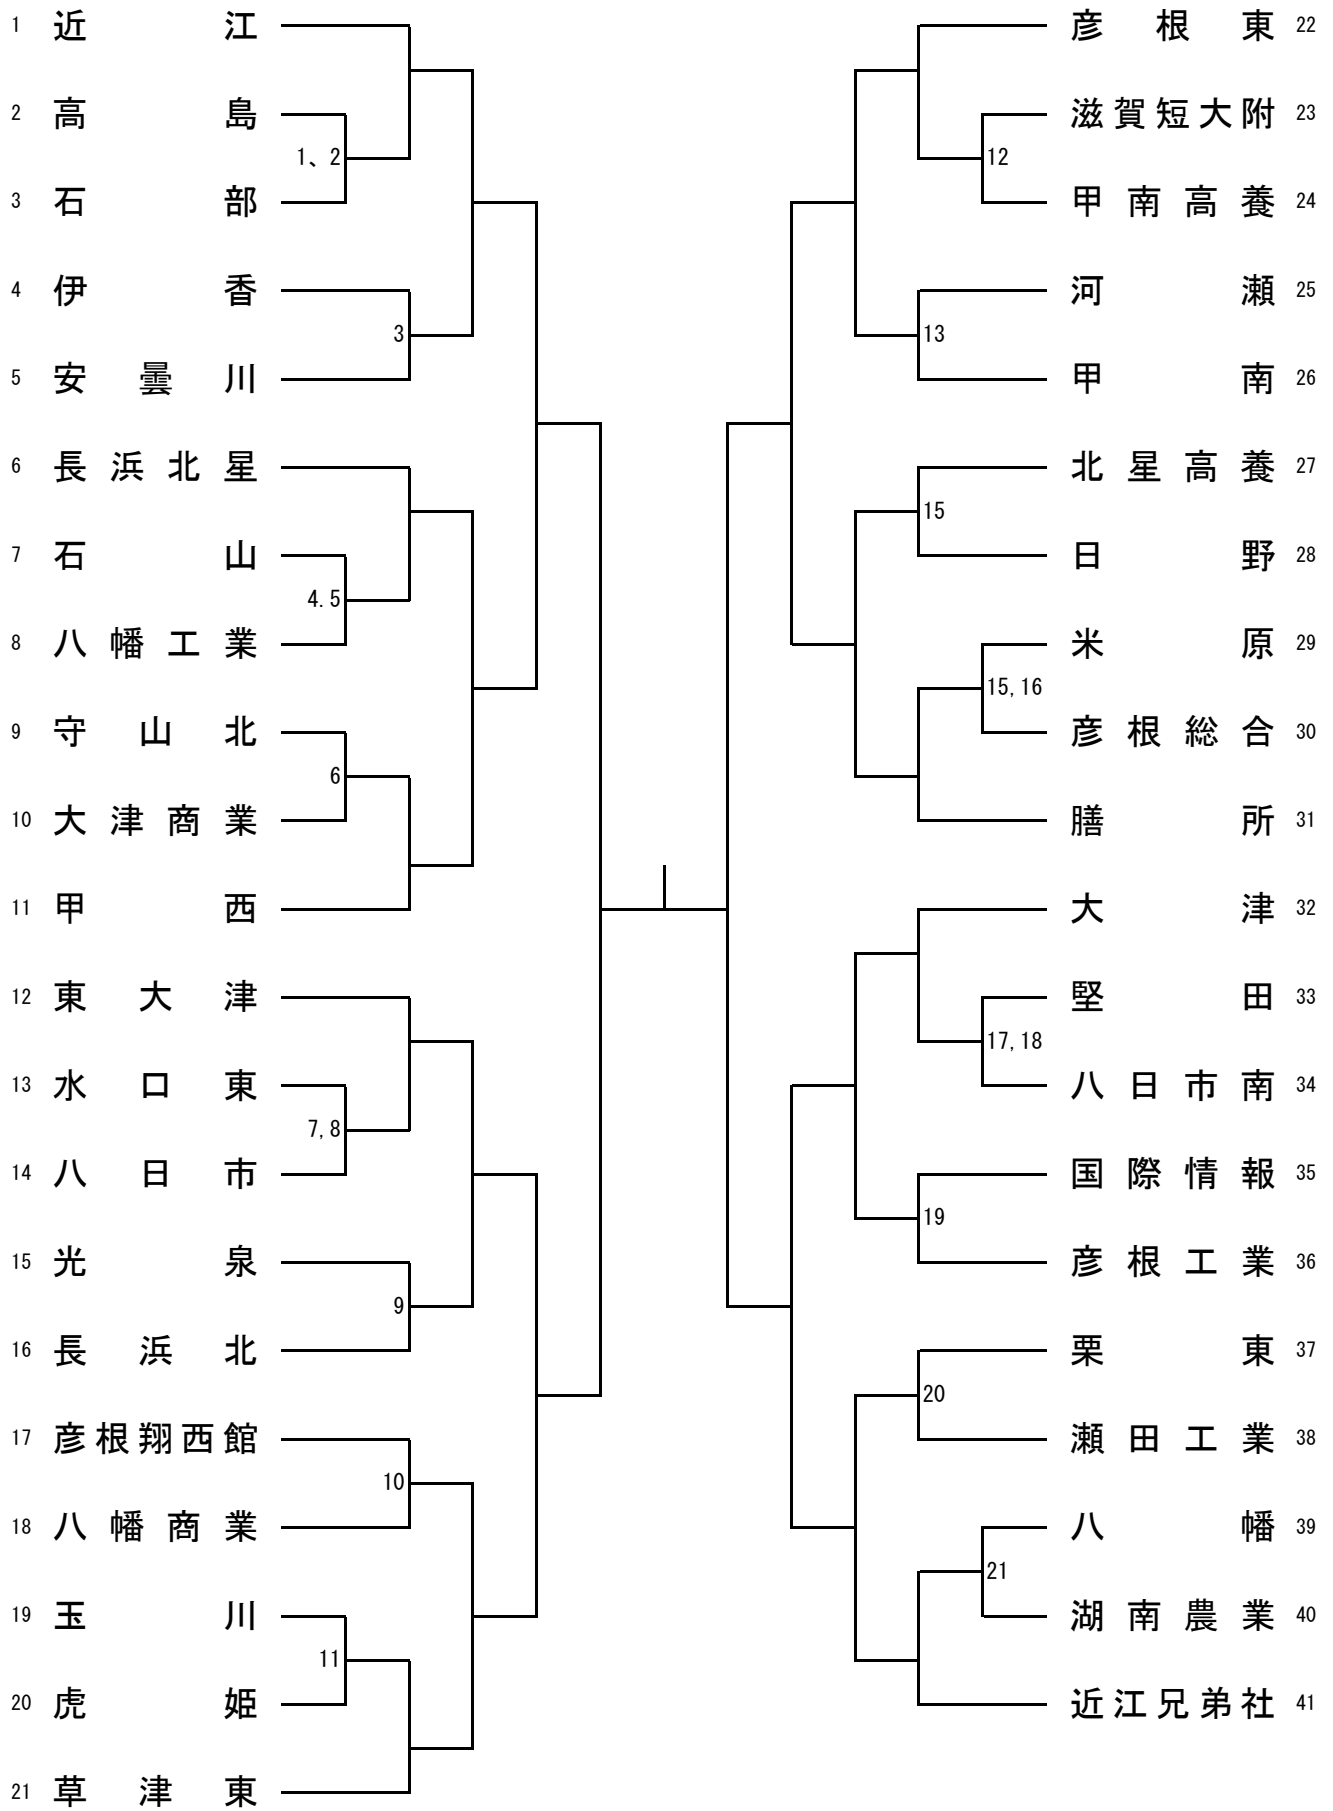 1 近江
2 高島
1、2
3 石部
4 伊香
3
5 安曇川
6 長浜北星
7 石山
4.5
8 八幡工業
9 守山北
6
10 大津商業
11 甲西
12 東大津
13 水口東
7,8
14 八日市
15 光泉
9
16 長浜北
17 彦根翔西館
10
18 八幡商業
19 玉川
11
20 虎姫
21 草津東
彦根東 22
滋賀短大附 23
12
甲南高養 24
河瀬 25
13
甲南 26
北星高養 27
15
日野 28
米原 29
15,16
彦根総合 30
膳所 31
大津 32
堅田 33
17,18
八日市南 34
国際情報 35
19
彦根工業 36
栗東 37
20
瀬田工業 38
八幡 39
21
湖南農業 40
近江兄弟社 41